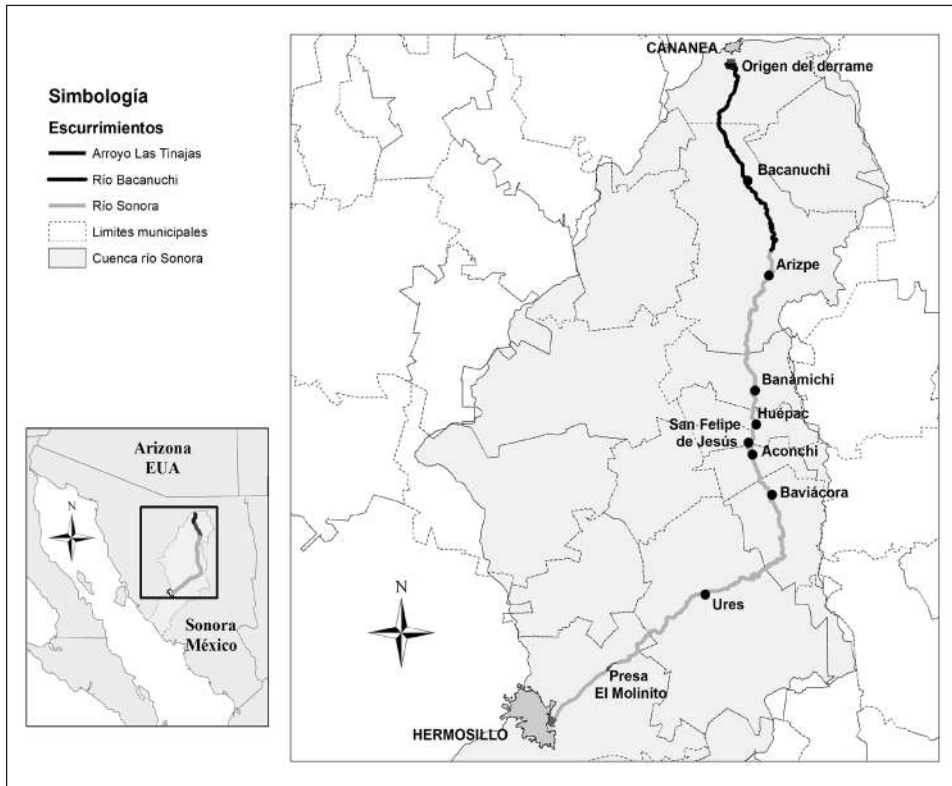 Simbología
Escurrimientos
Arroyo Las Tinajas
Río Bacanuchi
Río Sonora
Limites municipales
Cuenca río Sonora
Arizona
EUA
N
Sonora
México
CANANEA
Origen del derrame
Bacanuchi
Arizpe
Banámichi
Huépac
San Felipe
de Jesús
Aconchi
Baviácora
N
Ures
Presa
El Molinito
HERMOSILLO